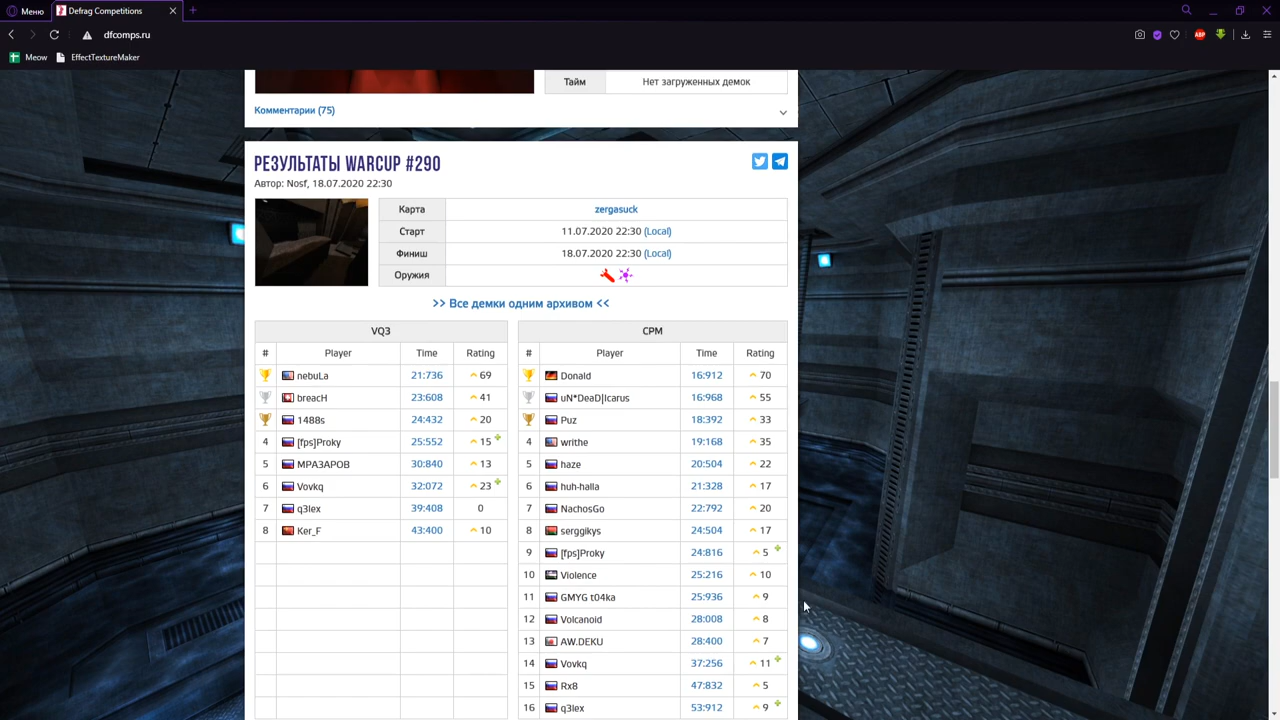 Меню
Defrag Competitions
dfcomps.ru
ABP
Meow
EffectTextureMaker
Тайм Нет загруженных демок
Комментарии (75)
РЕЗУЛЬТАТЫ WARCUP #290
Автор: Nosf, 18.07.2020 22:30
Карта zergasuck
Старт 11.07.2020 22:30 (Local)
Финиш 18.07.2020 22:30 (Local)
Оружия
>> Все демки одним архивом <<
VQ3
# Player Time Rating
nebuLa 21:736 69
breacH 23:608 41
1488s 24:432 20
4 [fps]Proky 25:552 15
5 МРАЗАРОВ 30:840 13
6 Vovkq 32:072 23
7 q3lex 39:408 0
8 Ker_F 43:400 10
CPM
# Player Time Rating
Donald 16:912 70
uN*DeaD|Icarus 16:968 55
Puz 18:392 33
4 writhe 19:168 35
5 haze 20:504 22
6 huh-halla 21:328 17
7 NachosGo 22:792 20
8 serggikys 24:504 17
9 [fps]Proky 24:816 5
10 Violence 25:216 10
11 GMYG t04ka 25:936 9
12 Volcanoid 28:008 8
13 AW.DEKU 28:400 7
14 Vovkq 37:256 11
15 Rx8 47:832 5
16 q3lex 53:912 9